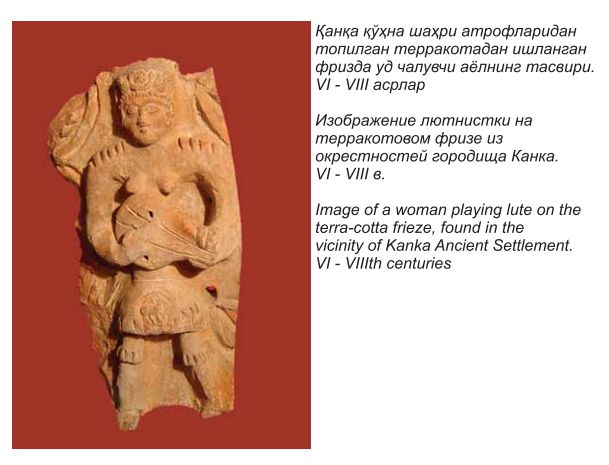 Қанқа қўҳна шаҳри атрофларидан
топилган терракотадан ишланган
фризда уд чалувчи аёлнинг тасвири.
VI - VIII асрлар
Изображение лютнистки на
терракотовом фризе из
окрестностей городища Канка.
VI - VIII в.
Image of a woman playing lute on the
terra-cotta frieze, found in the
vicinity of Kanka Ancient Settlement.
VI - VIIIth centuries